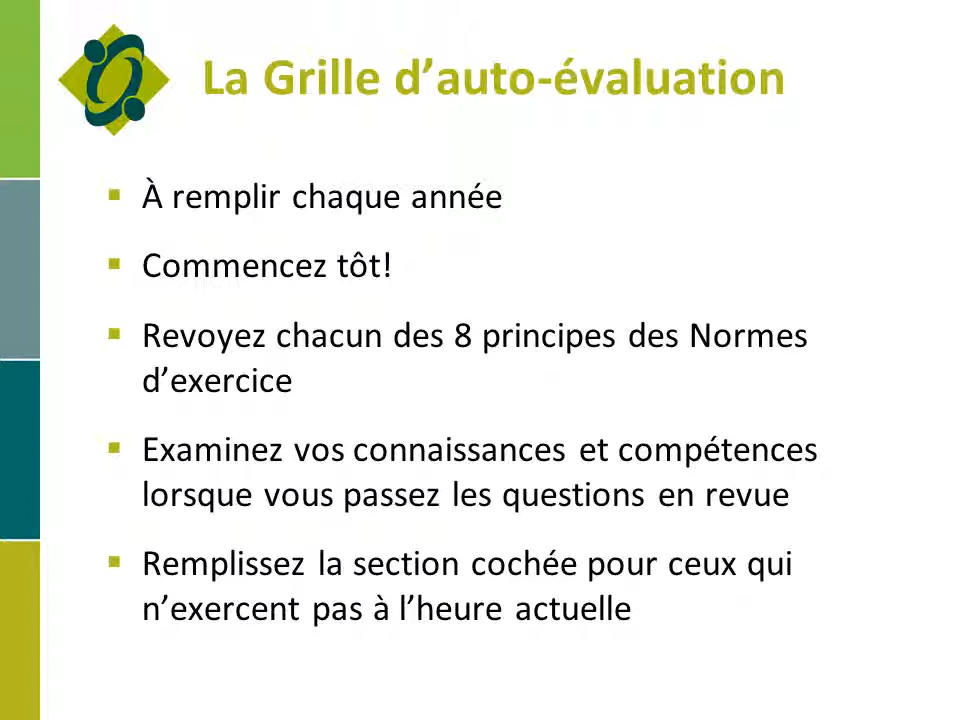 La Grille d’auto-évaluation
▪ À remplir chaque année
▪ Commencez tôt!
▪ Revoyez chacun des 8 principes des Normes
d’exercice
▪ Examinez vos connaissances et compétences
lorsque vous passez les questions en revue
▪ Remplissez la section cochée pour ceux qui
n’exercent pas à l’heure actuelle